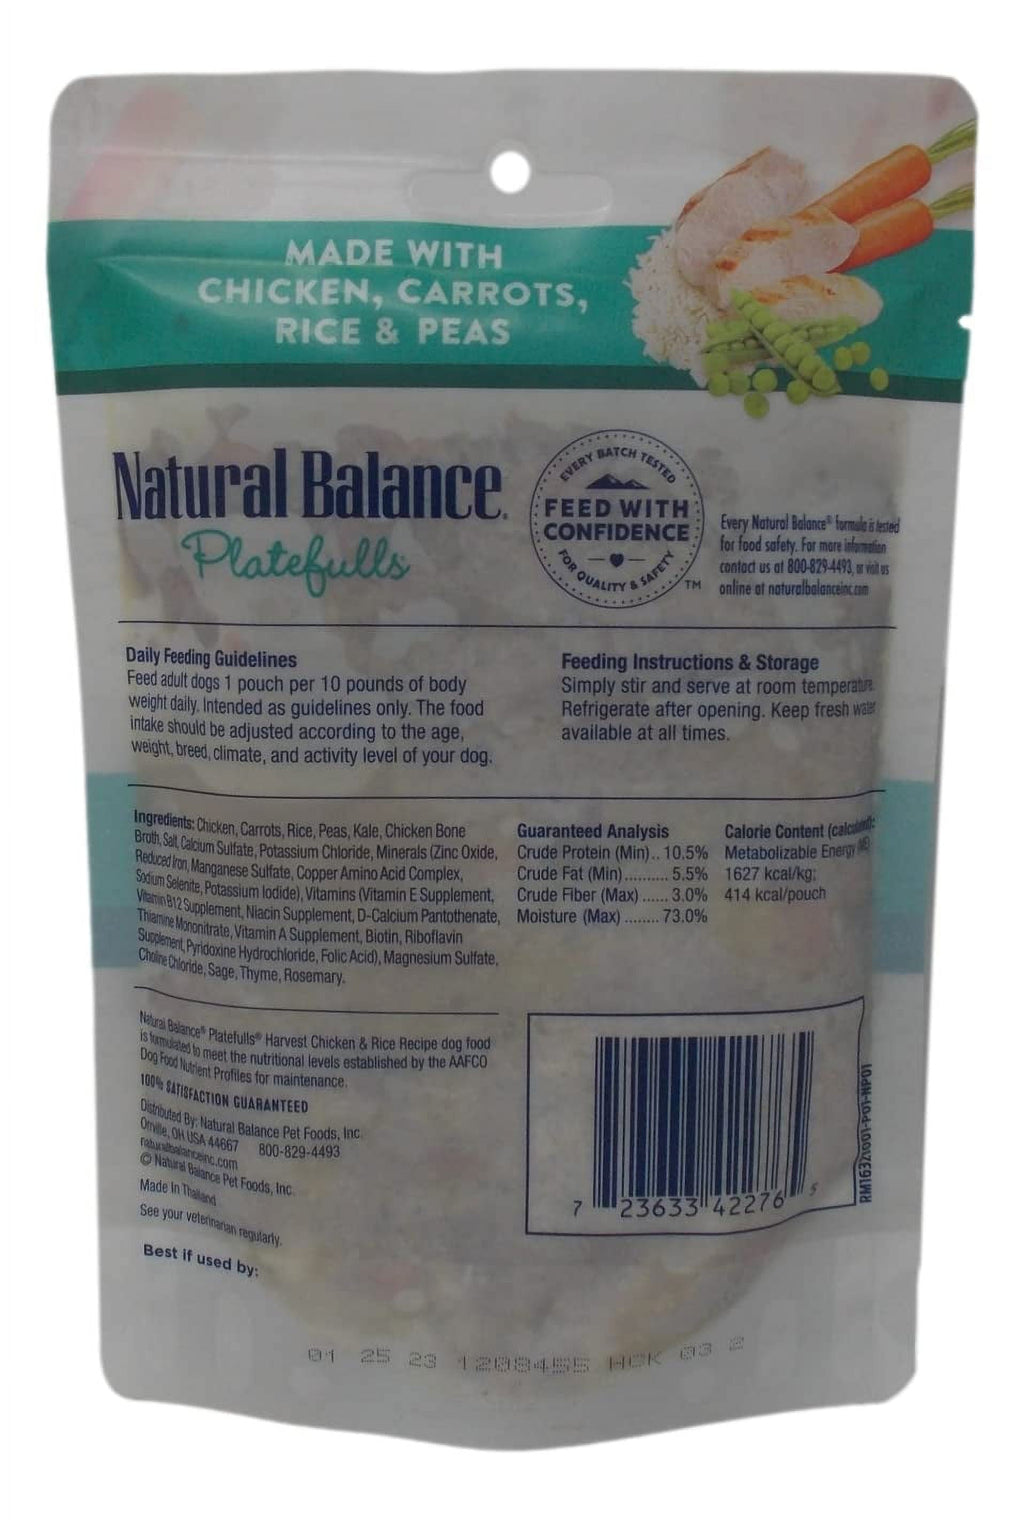 MADE WITH
CHICKEN, CARROTS,
RICE & PEAS
Natural Balance®
Platefulls®
EVERY BATCH TESTED
FEED WITH
CONFIDENCE
FOR QUALITY & SAFETY
TM
Every Natural Balance® formula is tested
for food safety. For more information
contact us at 800-829-4493, or visit us
online at naturalbalanceinc.com
Daily Feeding Guidelines
Feed adult dogs 1 pouch per 10 pounds of body
weight daily. Intended as guidelines only. The food
intake should be adjusted according to the age,
weight, breed, climate, and activity level of your dog.
Feeding Instructions & Storage
Simply stir and serve at room temperature.
Refrigerate after opening. Keep fresh water
available at all times.
Ingredients: Chicken, Carrots, Rice, Peas, Kale, Chicken Bone
Broth, Salt, Calcium Sulfate, Potassium Chloride, Minerals (Zinc Oxide,
Reduced Iron, Manganese Sulfate, Copper Amino Acid Complex,
Sodium Selenite, Potassium Iodide), Vitamins (Vitamin E Supplement,
Vitamin B12 Supplement, Niacin Supplement, D-Calcium Pantothenate,
Thiamine Mononitrate, Vitamin A Supplement, Biotin, Riboflavin
Supplement, Pyridoxine Hydrochloride, Folic Acid), Magnesium Sulfate,
Choline Chloride, Sage, Thyme, Rosemary.
Guaranteed Analysis
Crude Protein (Min).. 10.5%
Crude Fat (Min).......... 5.5%
Crude Fiber (Max) ...... 3.0%
Moisture (Max) ........ 73.0%
Calorie Content (calculated):
Metabolizable Energy (ME)
1627 kcal/kg;
414 kcal/pouch
Natural Balance® Platefulls® Harvest Chicken & Rice Recipe dog food
is formulated to meet the nutritional levels established by the AAFCO
Dog Food Nutrient Profiles for maintenance.
100% SATISFACTION GUARANTEED
Distributed By: Natural Balance Pet Foods, Inc.
Orrville, OH USA 44667 800-829-4493
naturalbalanceinc.com
© Natural Balance Pet Foods, Inc.
Made In Thailand
See your veterinarian regularly.
Best if used by:
7 23633 42276 5
RM1632\001-P01-NP01
01 25 23 1208455 HCK 03 2